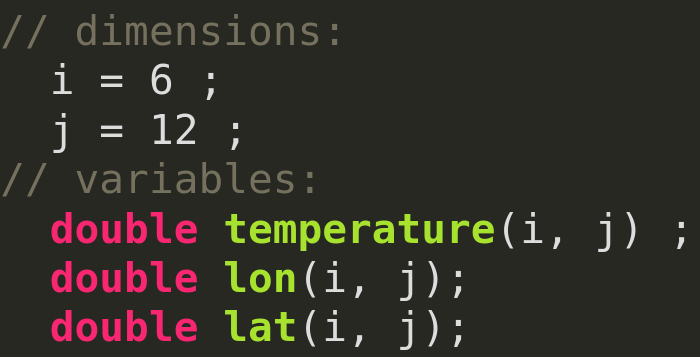 // dimensions:
  i = 6 ;
  j = 12 ;
// variables:
  double temperature(i, j) ;
  double lon(i, j);
  double lat(i, j);